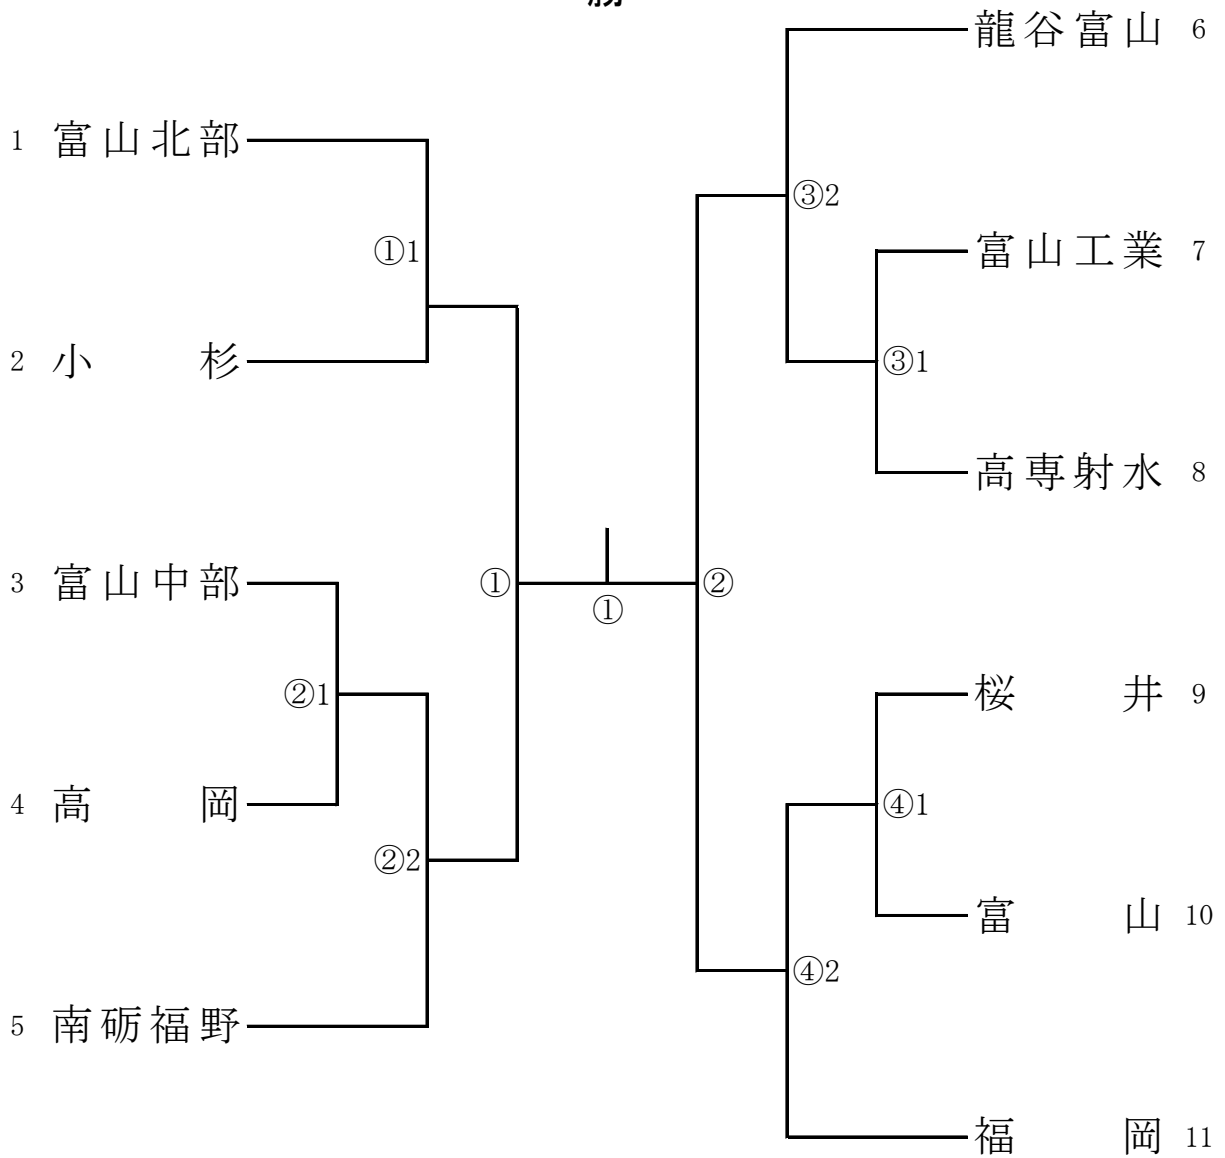 1 富山北部
①1
2 小杉
3 富山中部
②1
4 高岡
②2
5 南砺福野
①
①
②
龍谷富山 6
③2
富山工業 7
③1
高専射水 8
桜井 9
④1
富山 10
④2
福岡 11